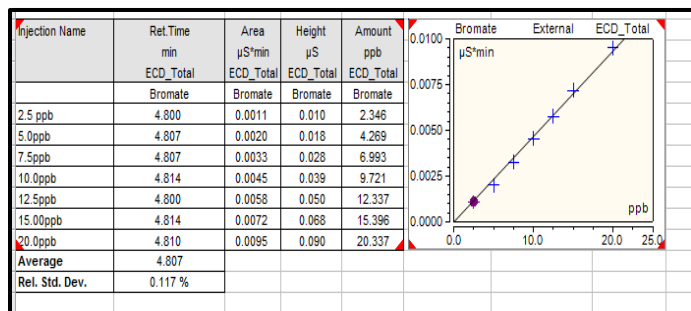 Injection Name Ret.Time Area Height Amount
min µS*min µS ppb
ECD_Total ECD_Total ECD_Total ECD_Total
Bromate Bromate Bromate Bromate
2.5 ppb 4.800 0.0011 0.010 2.346
5.0ppb 4.807 0.0020 0.018 4.269
7.5ppb 4.807 0.0033 0.028 6.993
10.0ppb 4.814 0.0045 0.039 9.721
12.5ppb 4.800 0.0058 0.050 12.337
15.00ppb 4.814 0.0072 0.068 15.396
20.0ppb 4.810 0.0095 0.090 20.337
Average 4.807
Rel. Std. Dev. 0.117 %
Bromate External ECD_Total
0.0100 µS*min
0.0075
0.0050
0.0025
0.0000 ppb
0.0 10.0 20.0 25.0